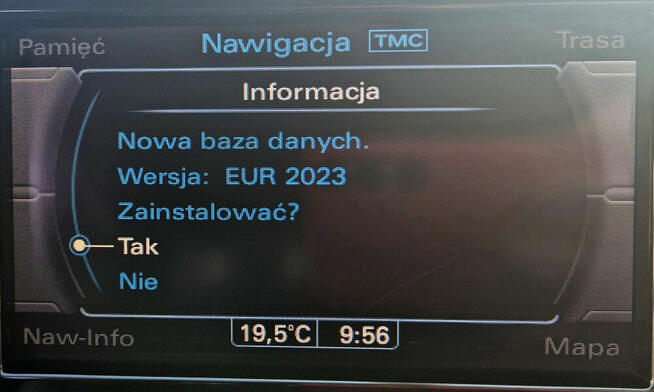 Pamięć Nawigacja TMC Trasa
Informacja
Nowa baza danych.
Wersja: EUR 2023
Zainstalować?
Tak
Nie
Naw-Info 19,5°C 9:56 Mapa